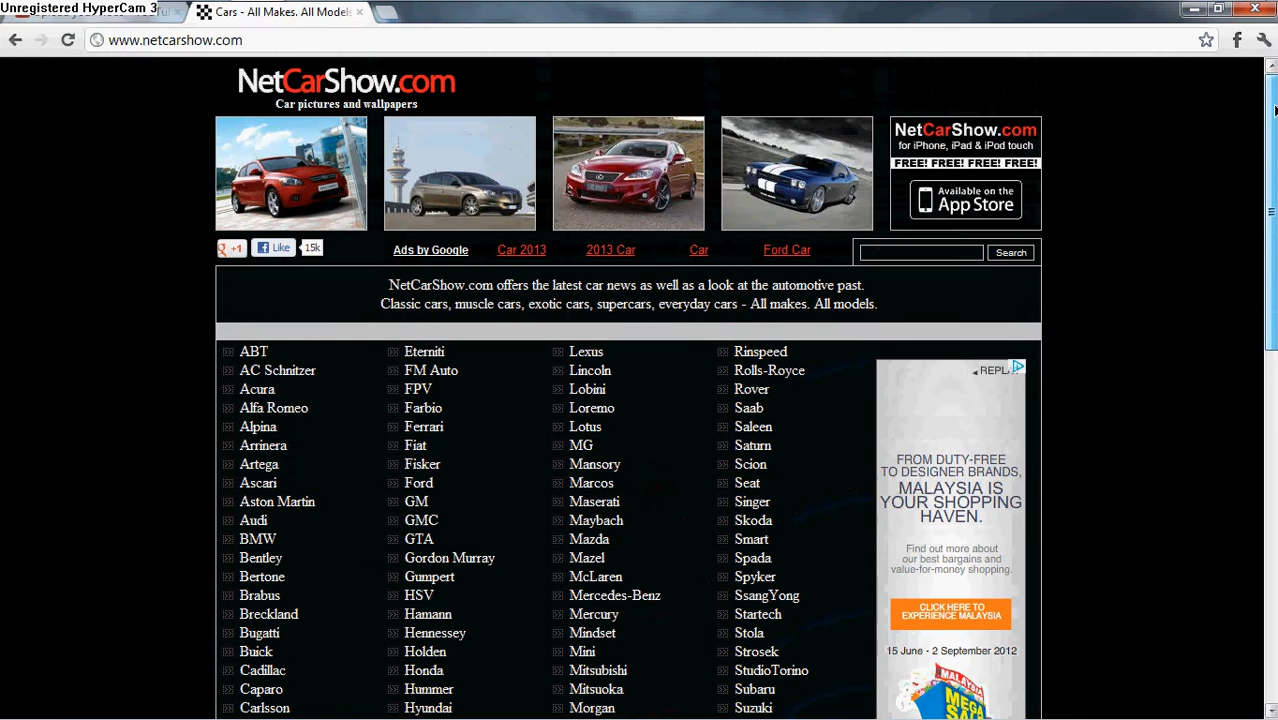 Unregistered HyperCam 3
Cars - All Makes. All Models
www.netcarshow.com
NetCarShow.com
Car pictures and wallpapers
NetCarShow.com
for iPhone, iPad & iPod touch
FREE! FREE! FREE! FREE!
Available on the
App Store
+1
Like
15k
Ads by Google
Car 2013
2013 Car
Car
Ford Car
Search
NetCarShow.com offers the latest car news as well as a look at the automotive past.
Classic cars, muscle cars, exotic cars, supercars, everyday cars - All makes. All models.
ABT
AC Schnitzer
Acura
Alfa Romeo
Alpina
Arrinera
Artega
Ascari
Aston Martin
Audi
BMW
Bentley
Bertone
Brabus
Breckland
Bugatti
Buick
Cadillac
Caparo
Carlsson
Eterniti
FM Auto
FPV
Farbio
Ferrari
Fiat
Fisker
Ford
GM
GMC
GTA
Gordon Murray
Gumpert
HSV
Hamann
Hennessey
Holden
Honda
Hummer
Hyundai
Lexus
Lincoln
Lobini
Loremo
Lotus
MG
Mansory
Marcos
Maserati
Maybach
Mazda
Mazel
McLaren
Mercedes-Benz
Mercury
Mindset
Mini
Mitsubishi
Mitsuoka
Morgan
Rinspeed
Rolls-Royce
Rover
Saab
Saleen
Saturn
Scion
Seat
Singer
Skoda
Smart
Spada
Spyker
SsangYong
Startech
Stola
Strosek
StudioTorino
Subaru
Suzuki
FROM DUTY-FREE
TO DESIGNER BRANDS,
MALAYSIA IS
YOUR SHOPPING
HAVEN.
Find out more about
our best bargains and
value-for-money shopping.
CLICK HERE TO
EXPERIENCE MALAYSIA
15 June - 2 September 2012
MALAYSIA
MEGA